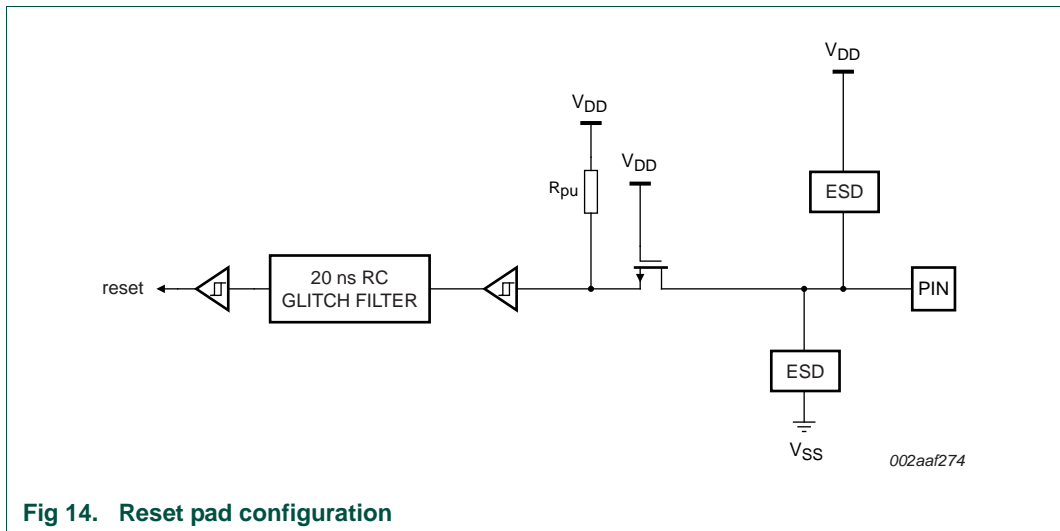 VDD
VDD
VDD
Rpu
ESD
reset
20 ns RC
GLITCH FILTER
PIN
ESD
VSS
002aaf274
Fig 14. Reset pad configuration